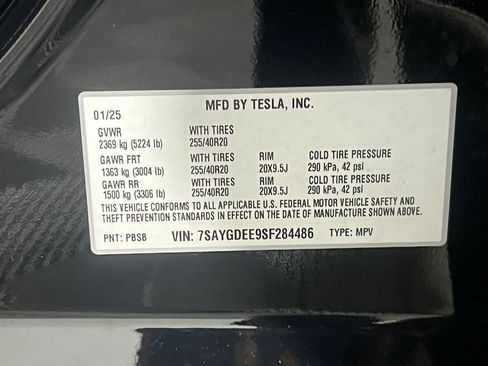 MFD BY TESLA, INC.
01/25
GVWR WITH TIRES
2369 kg (5224 lb) 255/40R20
GAWR FRT WITH TIRES RIM COLD TIRE PRESSURE
1363 kg (3004 lb) 255/40R20 20X9.5J 290 kPa, 42 psi
GAWR RR WITH TIRES RIM COLD TIRE PRESSURE
1500 kg (3306 lb) 255/40R20 20X9.5J 290 kPa, 42 psi
THIS VEHICLE CONFORMS TO ALL APPLICABLE U.S. FEDERAL MOTOR VEHICLE SAFETY AND
THEFT PREVENTION STANDARDS IN EFFECT ON THE DATE OF MANUFACTURE SHOWN ABOVE.
PNT: PBSB VIN: 7SAYGDEE9SF284486 TYPE: MPV